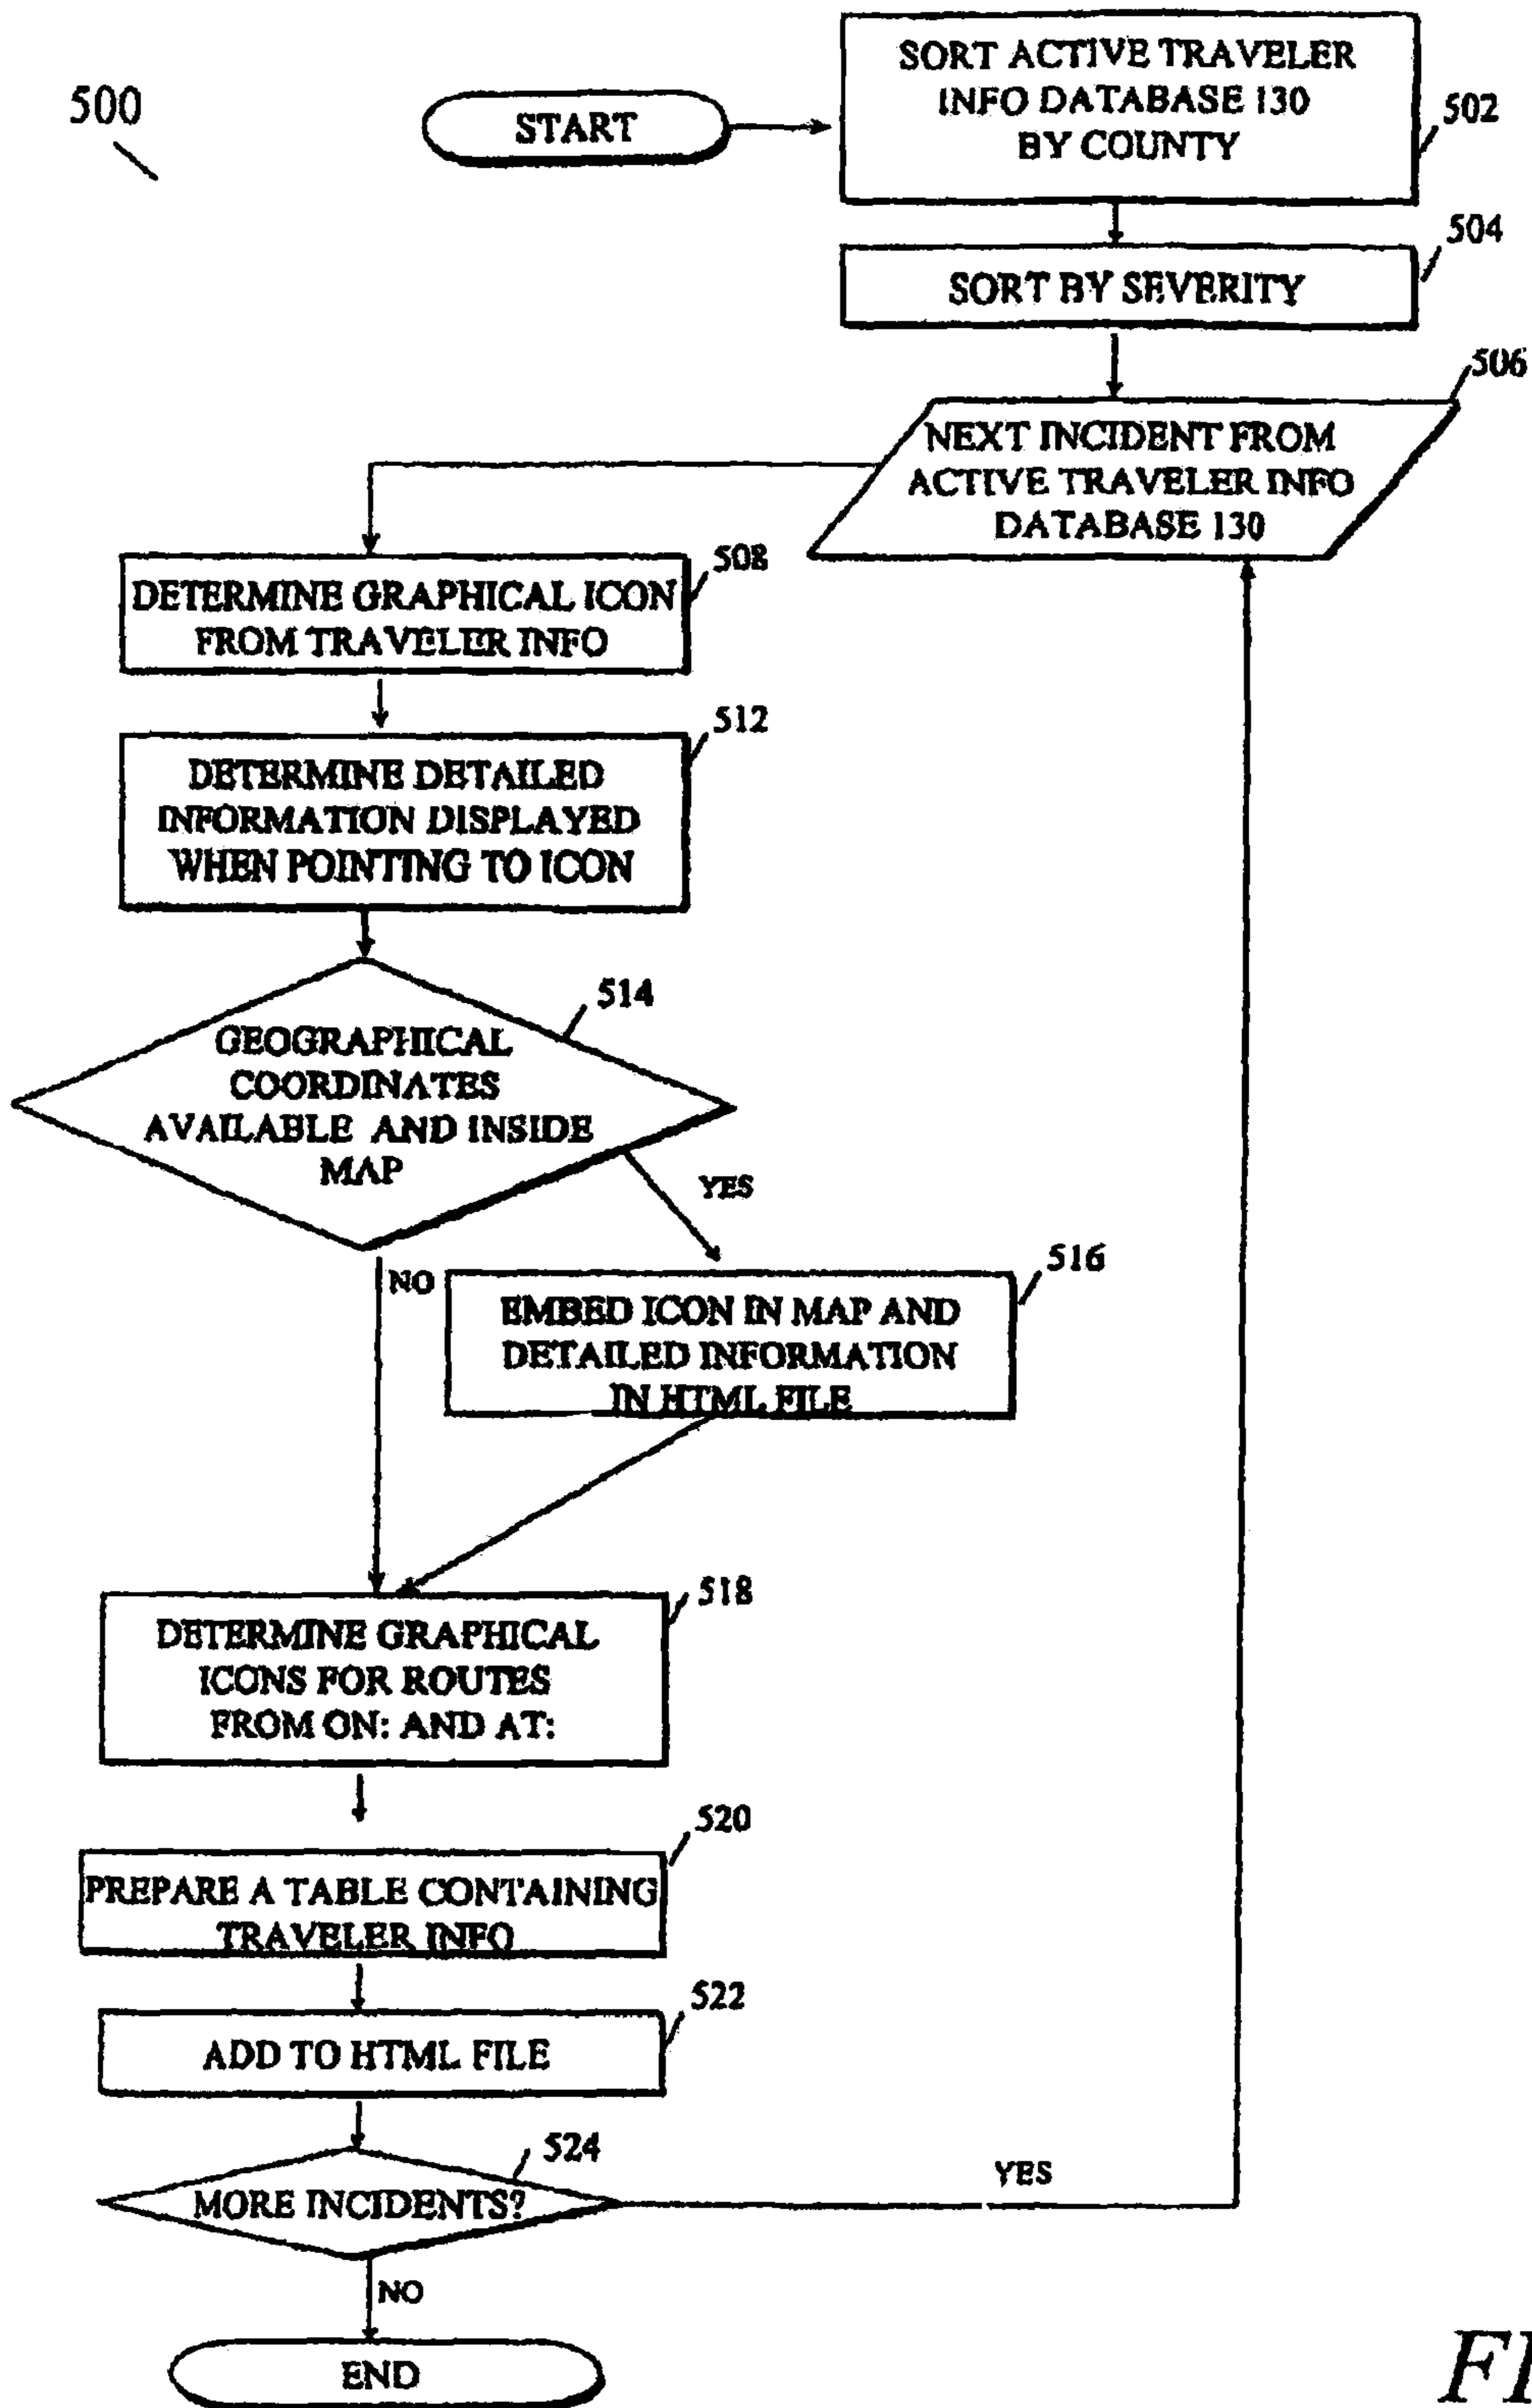 500
START
SORT ACTIVE TRAVELER
INFO DATABASE 130
BY COUNTY
502
SORT BY SEVERITY
504
NEXT INCIDENT FROM
ACTIVE TRAVELER INFO
DATABASE 130
506
DETERMINE GRAPHICAL ICON
FROM TRAVELER INFO
508
DETERMINE DETAILED
INFORMATION DISPLAYED
WHEN POINTING TO ICON
512
GEOGRAPHICAL
COORDINATES
AVAILABLE AND INSIDE
MAP
514
YES
NO
EMBED ICON IN MAP AND
DETAILED INFORMATION
IN HTML FILE
516
DETERMINE GRAPHICAL
ICONS FOR ROUTES
FROM ON: AND AT:
518
PREPARE A TABLE CONTAINING
TRAVELER INFO
520
ADD TO HTML FILE
522
MORE INCIDENTS?
524
YES
NO
END